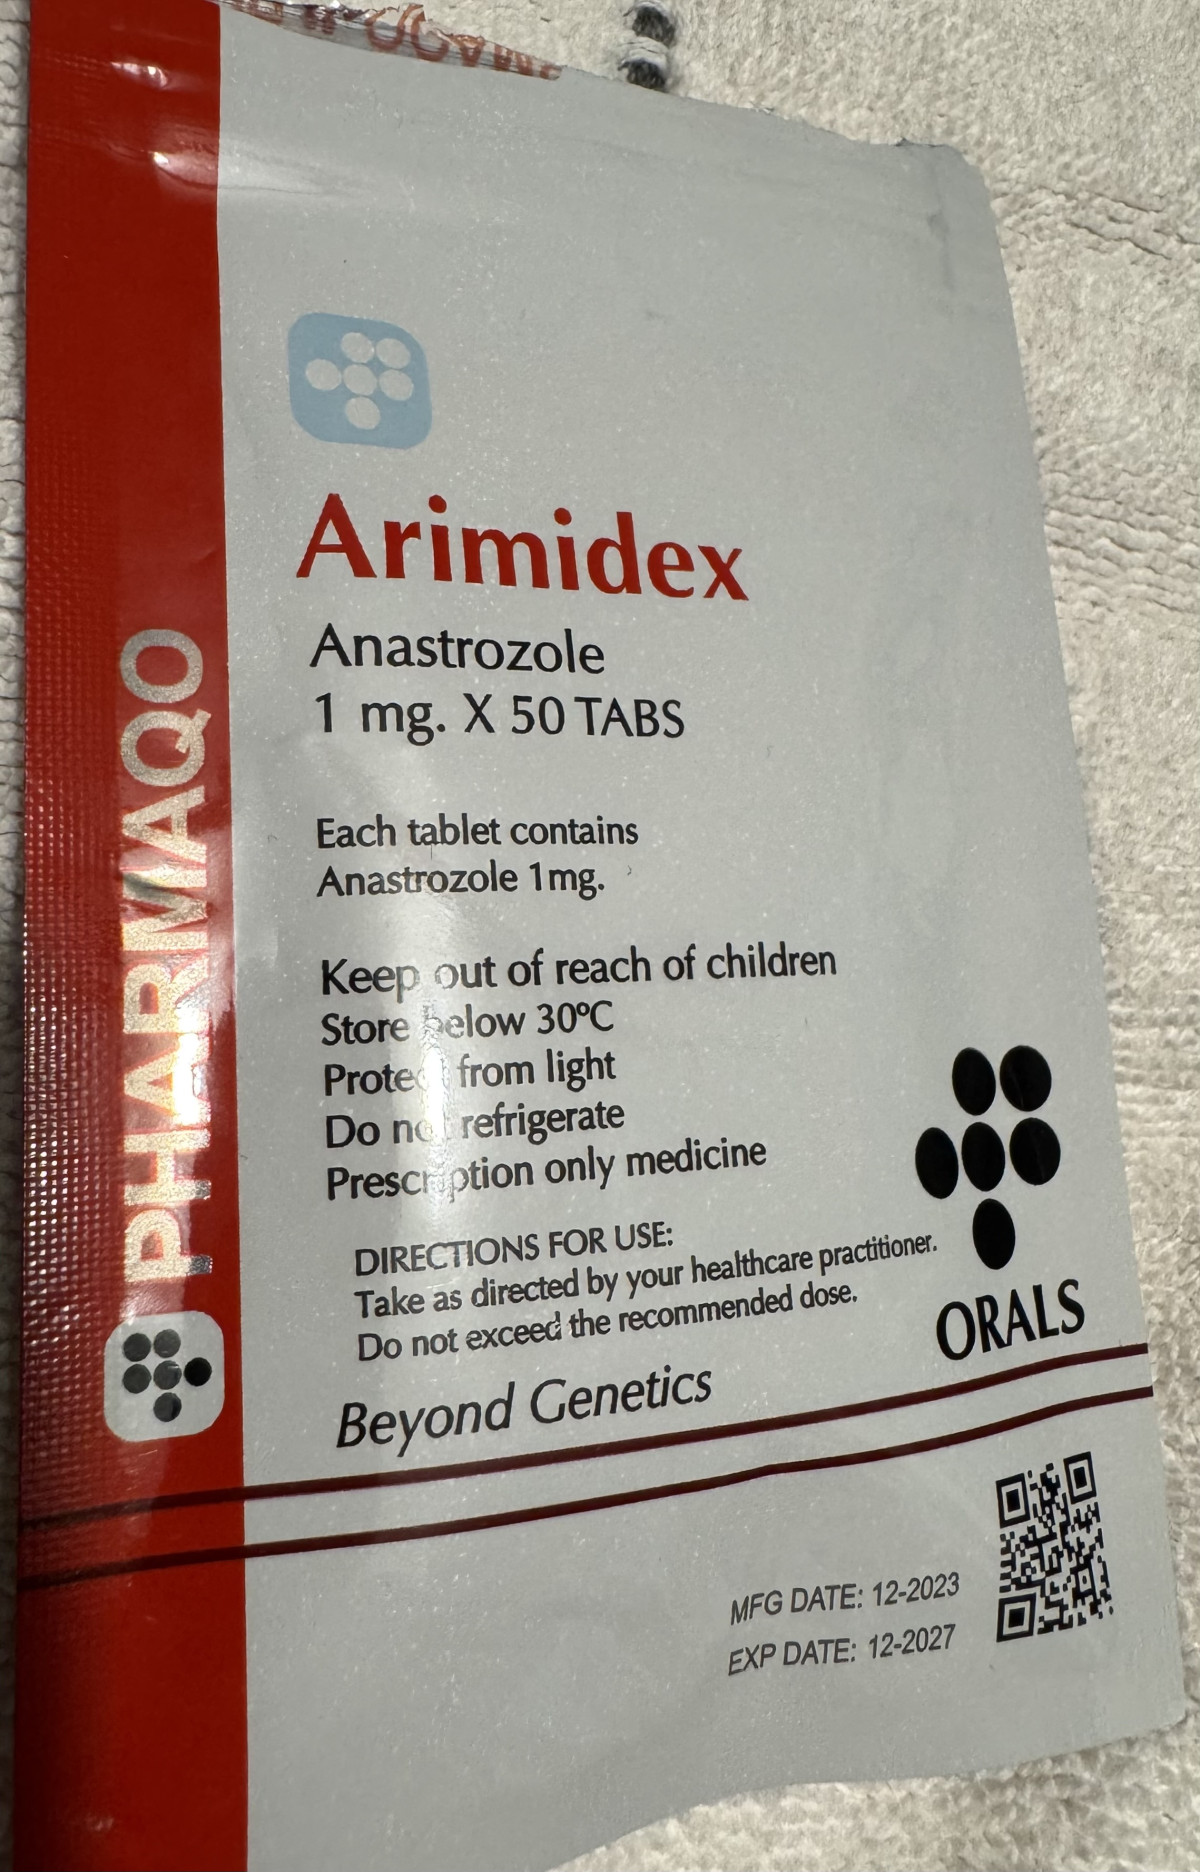 Arimidex
Anastrozole
1 mg. X 50 TABS
Each tablet contains
Anastrozole 1mg.
Keep out of reach of children
Store below 30ºC
Protect from light
Do not refrigerate
Prescription only medicine
DIRECTIONS FOR USE:
Take as directed by your healthcare practitioner.
Do not exceed the recommended dose.
Beyond Genetics
ORALS
MFG DATE: 12-2023
EXP DATE: 12-2027
PHARMAQO